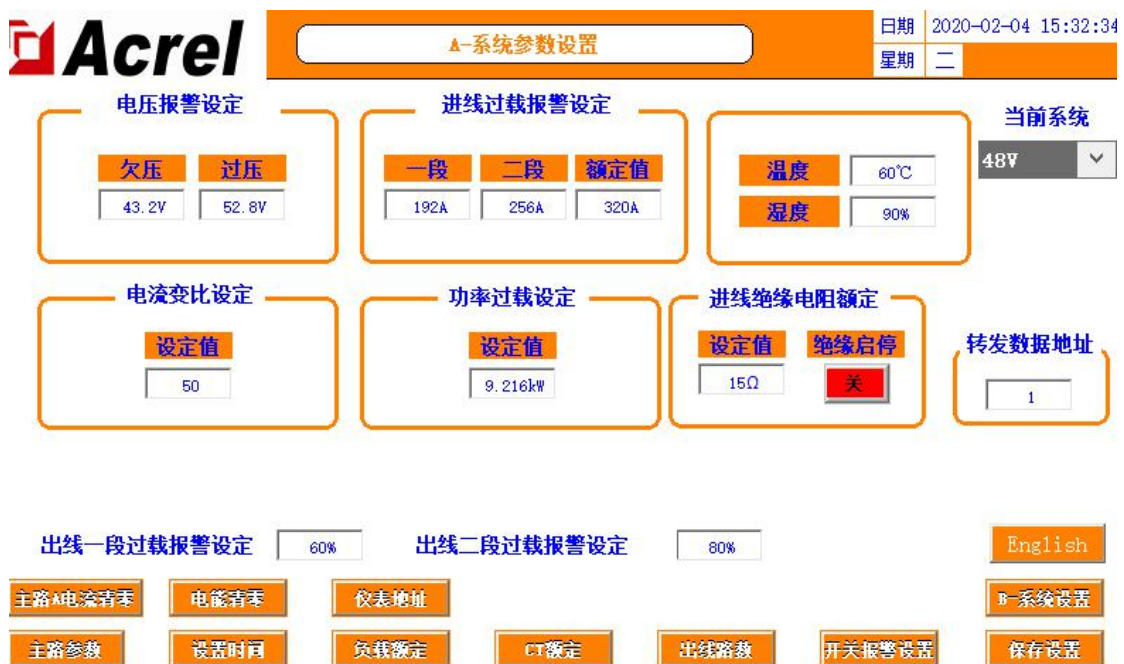 Acrel
A-系统参数设置
日期 2020-02-04 15:32:34
星期 二
电压报警设定 进线过载报警设定 当前系统
欠压 过压 一段 二段 额定值 温度 60℃ 48V
43.2V 52.8V 192A 256A 320A 湿度 90%
电流变比设定 功率过载设定 进线绝缘电阻额定
设定值 设定值 设定值 绝缘启停 转发数据地址
50 9.216kW 15Ω 关 1
出线一段过载报警设定 60% 出线二段过载报警设定 80% English
主路A电流清零 电能清零 仪表地址 B-系统设置
主路参数 设置时间 负载额定 CT额定 出线路数 开关报警设置 保存设置